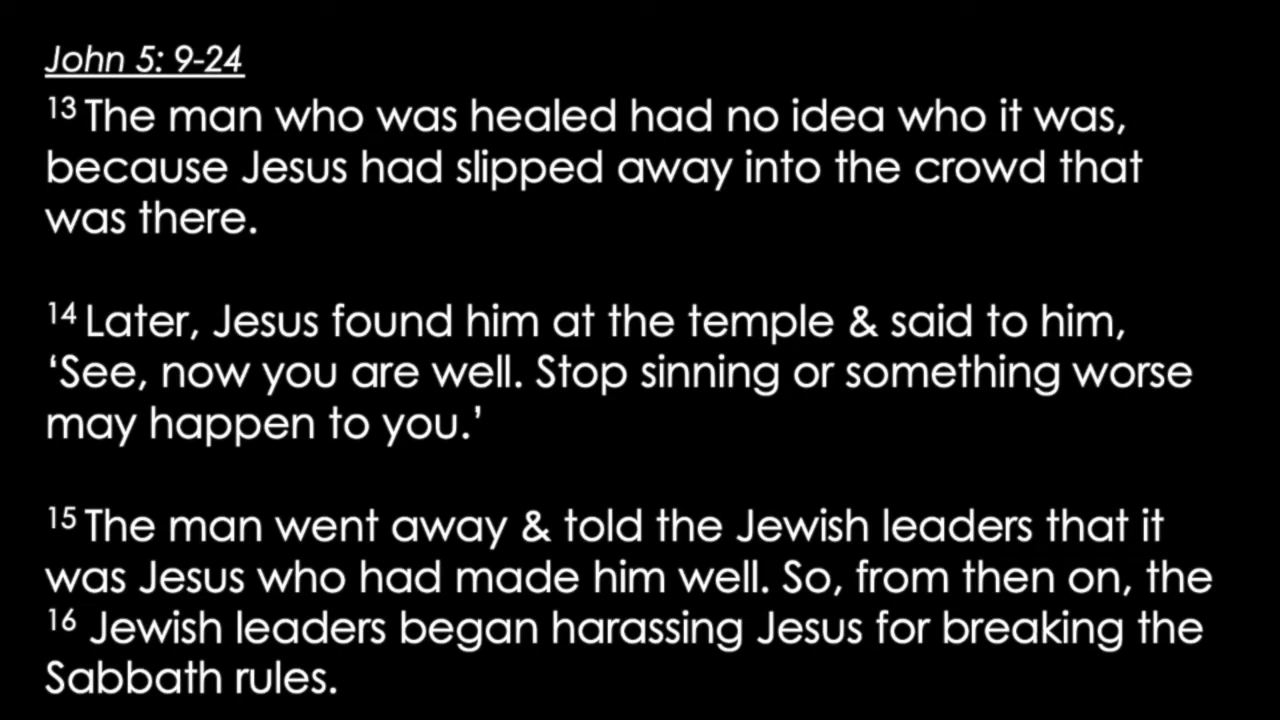 John 5: 9-24
13 The man who was healed had no idea who it was,
because Jesus had slipped away into the crowd that
was there.
14 Later, Jesus found him at the temple & said to him,
‘See, now you are well. Stop sinning or something worse
may happen to you.’
15 The man went away & told the Jewish leaders that it
was Jesus who had made him well. So, from then on, the
16 Jewish leaders began harassing Jesus for breaking the
Sabbath rules.